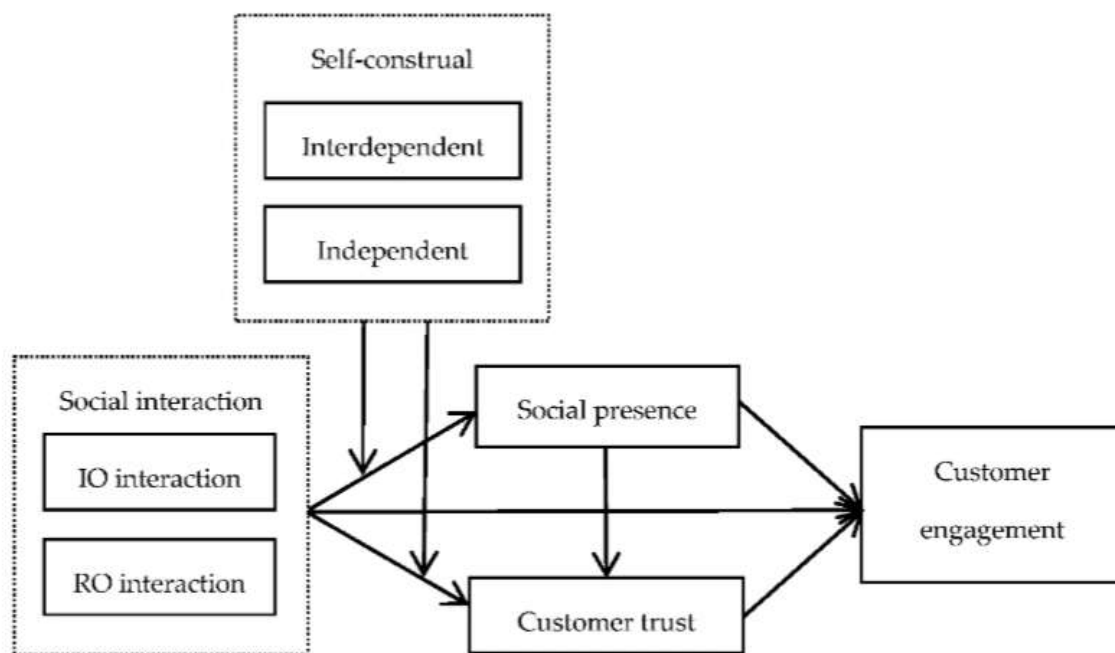 Self-construal
Interdependent
Independent
Social interaction
IO interaction
RO interaction
Social presence
Customer trust
Customer
engagement